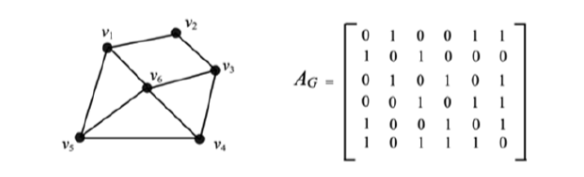 v₂
v₁
v₃
v₆
v₅
v₄
A_G =
0 1 0 0 1 1
1 0 1 0 0 0
0 1 0 1 0 1
0 0 1 0 1 1
1 0 0 1 0 1
1 0 1 1 1 0